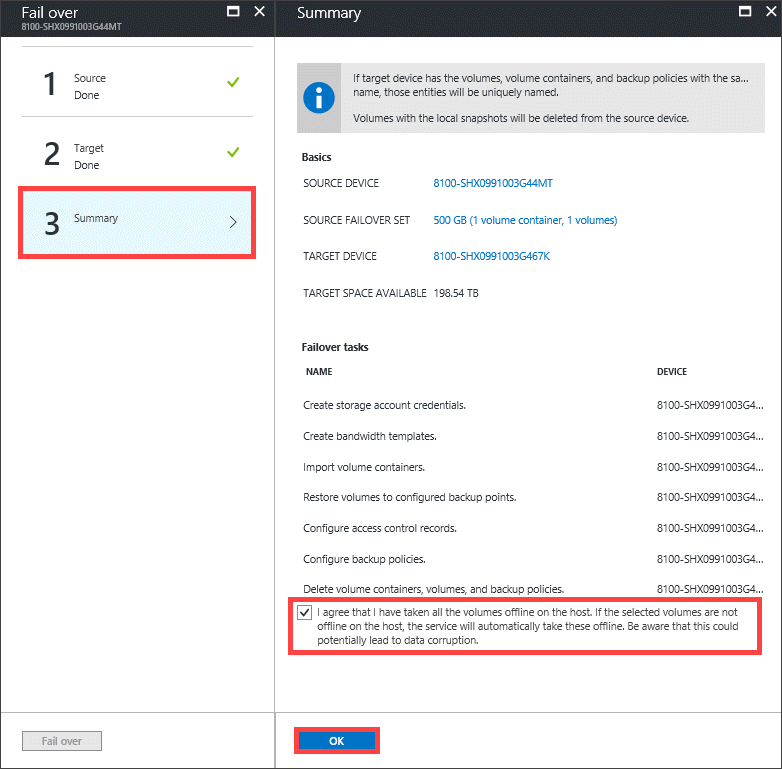 Fail over
8100-SHX0991003G44MT
1
Source
Done
2
Target
Done
3
Summary
Fail over
Summary
If target device has the volumes, volume containers, and backup policies with the sa...
name, those entities will be uniquely named.
Volumes with the local snapshots will be deleted from the source device.
Basics
SOURCE DEVICE 8100-SHX0991003G44MT
SOURCE FAILOVER SET 500 GB (1 volume container, 1 volumes)
TARGET DEVICE 8100-SHX0991003G467K
TARGET SPACE AVAILABLE 198.54 TB
Failover tasks
NAME DEVICE
Create storage account credentials. 8100-SHX0991003G4...
Create bandwidth templates. 8100-SHX0991003G4...
Import volume containers. 8100-SHX0991003G4...
Restore volumes to configured backup points. 8100-SHX0991003G4...
Configure access control records. 8100-SHX0991003G4...
Configure backup policies. 8100-SHX0991003G4...
Delete volume containers, volumes, and backup policies. 8100-SHX0991003G4...
I agree that I have taken all the volumes offline on the host. If the selected volumes are not
offline on the host, the service will automatically take these offline. Be aware that this could
potentially lead to data corruption.
OK